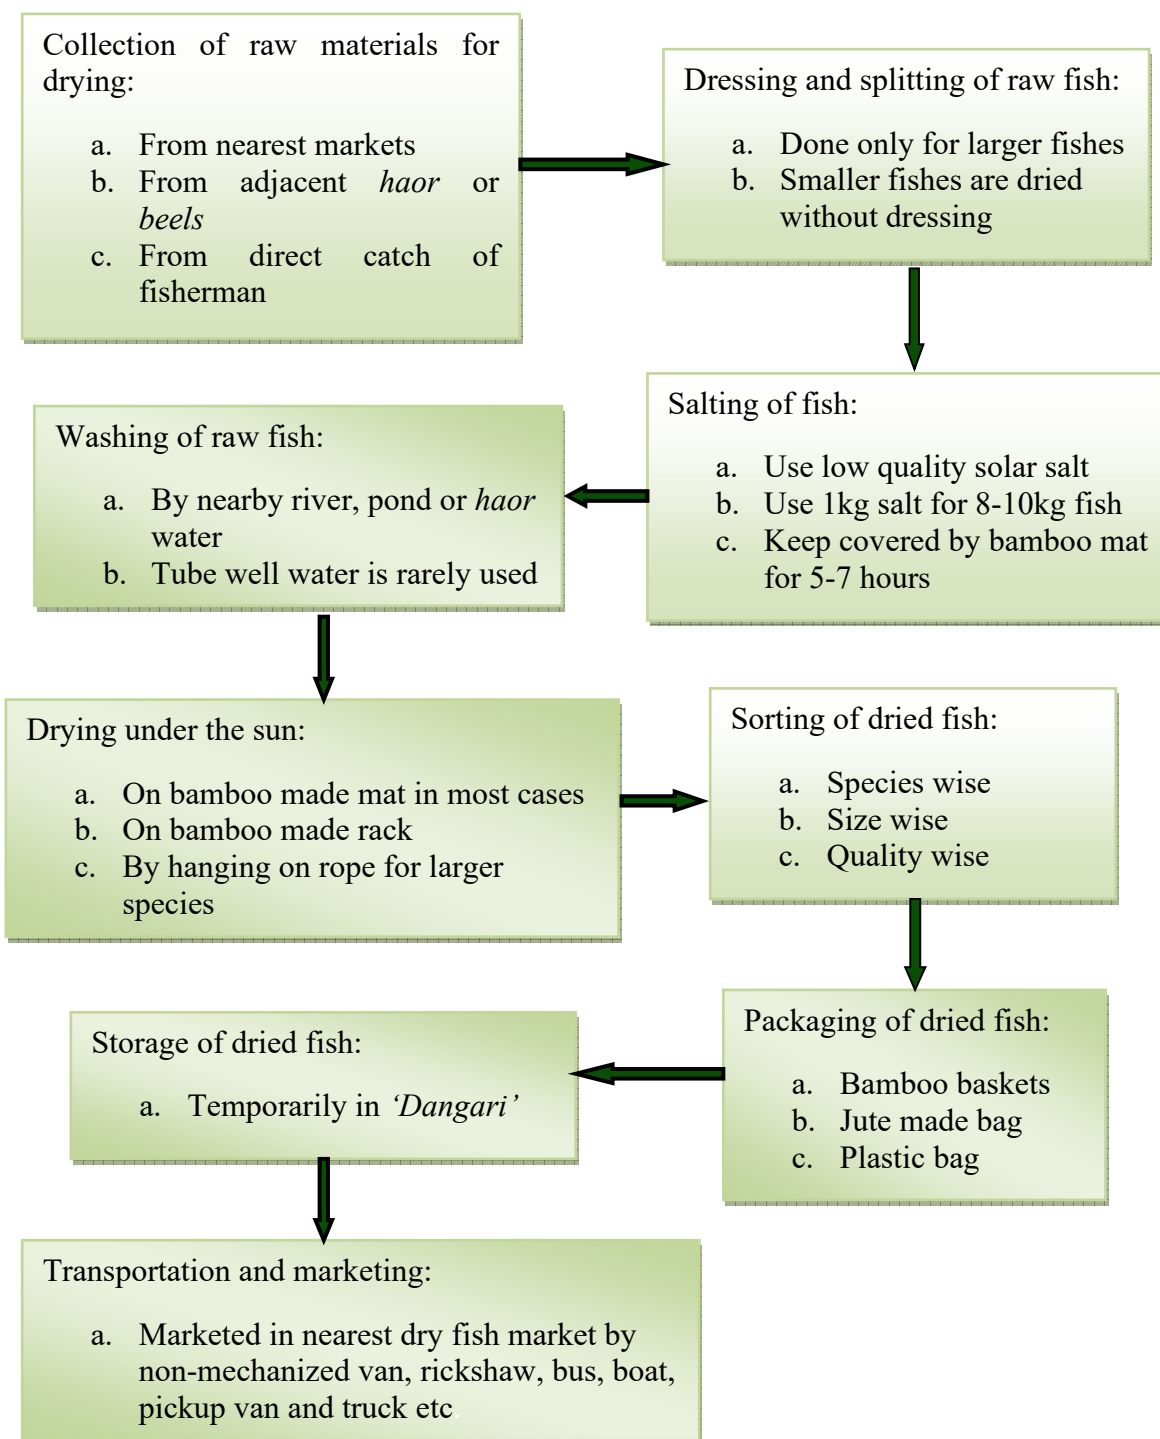 Collection of raw materials for
drying:
a. From nearest markets
b. From adjacent haor or
beels
c. From direct catch of
fisherman
Dressing and splitting of raw fish:
a. Done only for larger fishes
b. Smaller fishes are dried
without dressing
Salting of fish:
a. Use low quality solar salt
b. Use 1kg salt for 8-10kg fish
c. Keep covered by bamboo mat
for 5-7 hours
Washing of raw fish:
a. By nearby river, pond or haor
water
b. Tube well water is rarely used
Drying under the sun:
a. On bamboo made mat in most cases
b. On bamboo made rack
c. By hanging on rope for larger
species
Sorting of dried fish:
a. Species wise
b. Size wise
c. Quality wise
Packaging of dried fish:
a. Bamboo baskets
b. Jute made bag
c. Plastic bag
Storage of dried fish:
a. Temporarily in ‘Dangari’
Transportation and marketing:
a. Marketed in nearest dry fish market by
non-mechanized van, rickshaw, bus, boat,
pickup van and truck etc